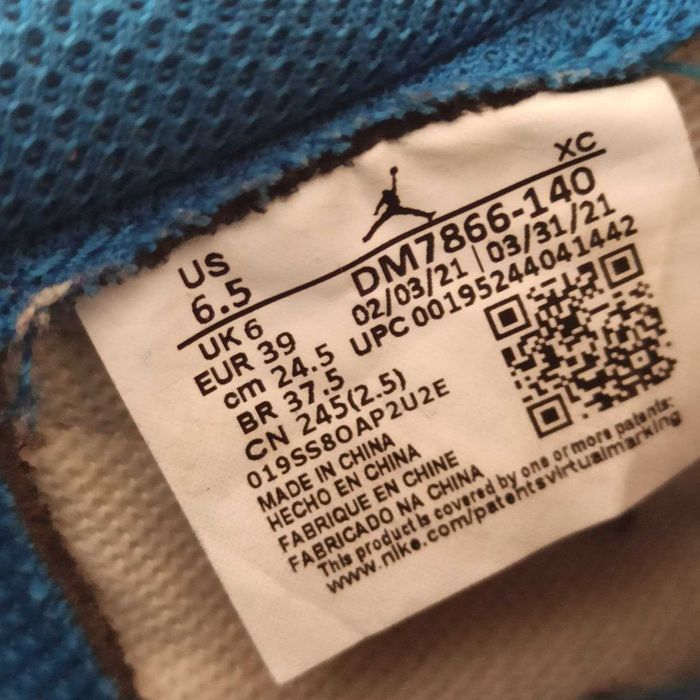 XC
US
6.5
DM7866-140
02/03/21 | 03/31/21
UPC 00195244041442
UK 6
EUR 39
cm 24.5
BR 37.5
CN 245(2.5)
019SS8OAP2U2E
MADE IN CHINA
HECHO EN CHINA
FABRIQUE EN CHINE
FABRICADO NA CHINA
This product is covered by one or more patents:
www.nike.com/patentsvirtualmarking